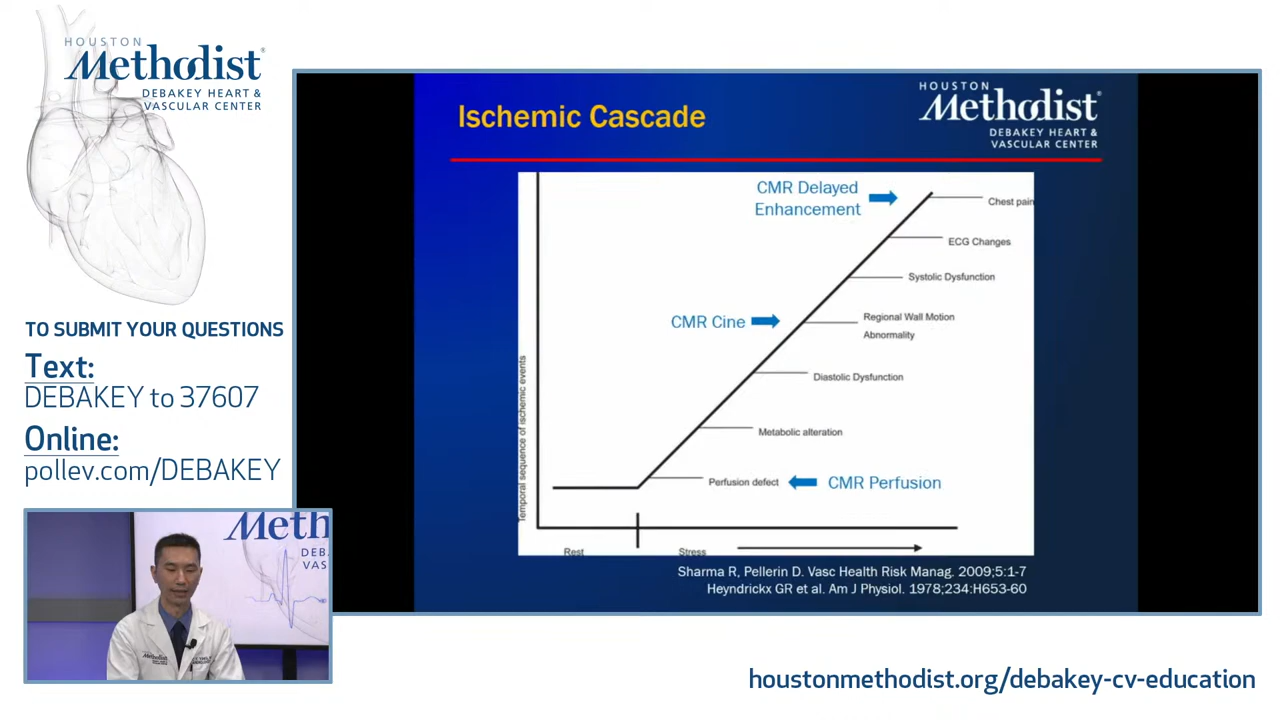 HOUSTON
Methodist®
DEBAKEY HEART &
VASCULAR CENTER
TO SUBMIT YOUR QUESTIONS
Text:
DEBAKEY to 37607
Online:
pollev.com/DEBAKEY
Ischemic Cascade
HOUSTON
Methodist®
DEBAKEY HEART &
VASCULAR CENTER
CMR Delayed
Enhancement
Chest pain
ECG Changes
Systolic Dysfunction
CMR Cine
Regional Wall Motion
Abnormality
Diastolic Dysfunction
Metabolic alteration
Perfusion defect
CMR Perfusion
Temporal sequence of ischemic events
Rest
Stress
Sharma R, Pellerin D. Vasc Health Risk Manag. 2009;5:1-7
Heyndrickx GR et al. Am J Physiol. 1978;234:H653-60
Meth
DEBA
VAS
Methodist
houstonmethodist.org/debakey-cv-education